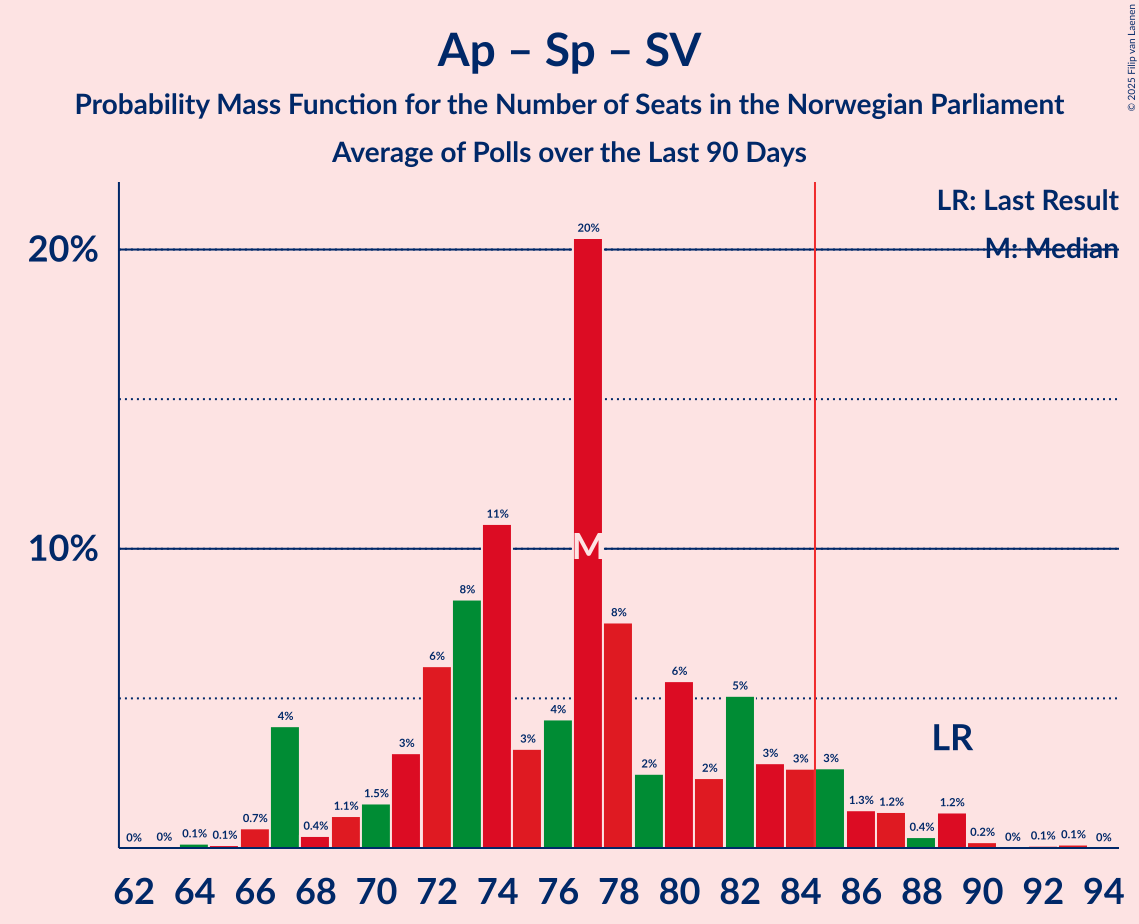 Ap – Sp – SV
Probability Mass Function for the Number of Seats in the Norwegian Parliament
Average of Polls over the Last 90 Days
© 2025 Filip van Laenen
LR: Last Result
M: Median
20%
10%
0% 0% 0.1% 0.1% 0.7% 4% 0.4% 1.1% 1.5% 3% 6% 8% 11% 3% 4% 20% 8% 2% 6% 2% 5% 3% 3% 3% 1.3% 1.2% 0.4% 1.2% 0.2% 0% 0.1% 0.1% 0%
M
LR
62 64 66 68 70 72 74 76 78 80 82 84 86 88 90 92 94